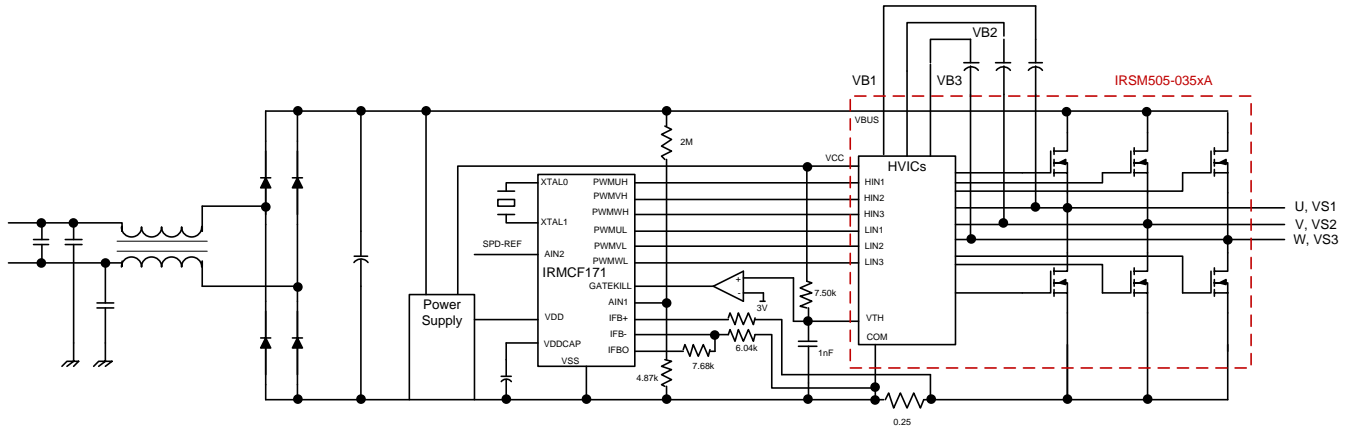 VB2
VB1
VB3
IRSM505-035xA
VBUS
2M
VCC
HVICs
XTAL0
PWMUH
HIN1
PWMVH
HIN2
PWMWH
HIN3
U, VS1
XTAL1
PWMUL
LIN1
V, VS2
SPD-REF
PWMVL
LIN2
W, VS3
AIN2
PWMWL
LIN3
IRMCF171
GATEKILL
+
-
3V
7.50k
AIN1
Power
Supply
VDD
IFB+
VTH
IFB-
COM
6.04k
VDDCAP
IFBO
1nF
VSS
7.68k
4.87k
0.25